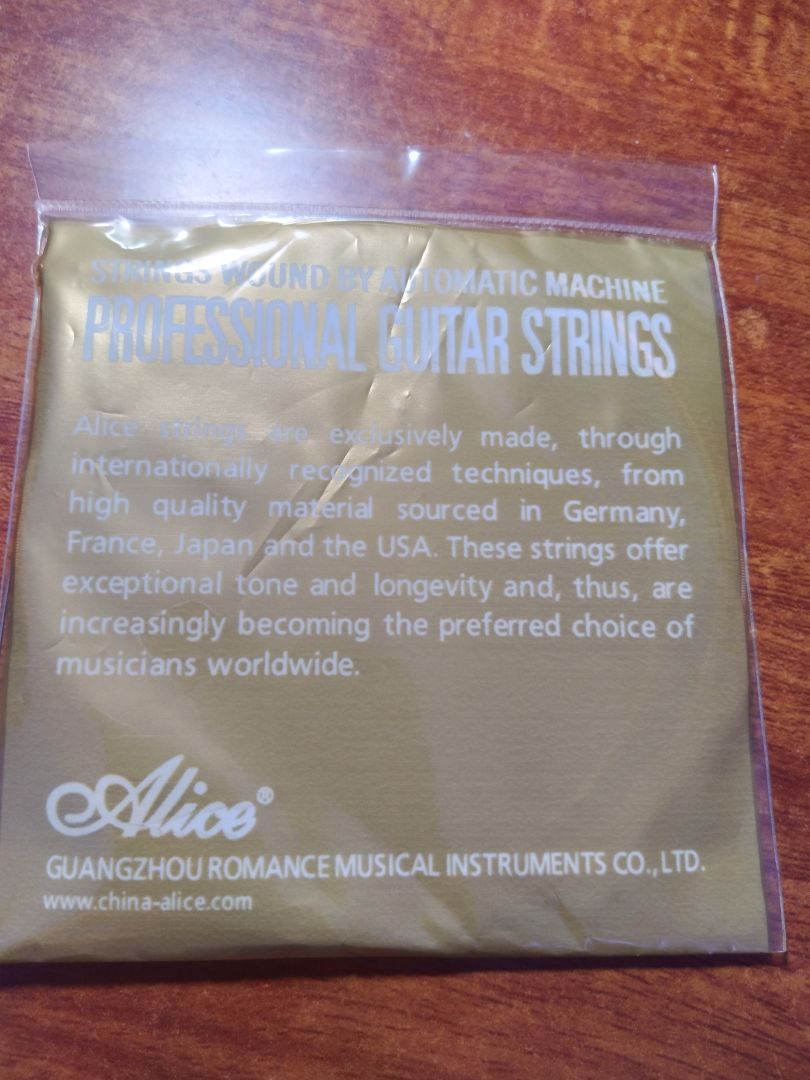 STRINGS WOUND BY AUTOMATIC MACHINE
PROFESSIONAL GUITAR STRINGS
Alice strings are exclusively made, through
internationally recognized techniques, from
high quality material sourced in Germany,
France, Japan and the USA. These strings offer
exceptional tone and longevity and, thus, are
increasingly becoming the preferred choice of
musicians worldwide.
Alice®
GUANGZHOU ROMANCE MUSICAL INSTRUMENTS CO.,LTD.
www.china-alice.com